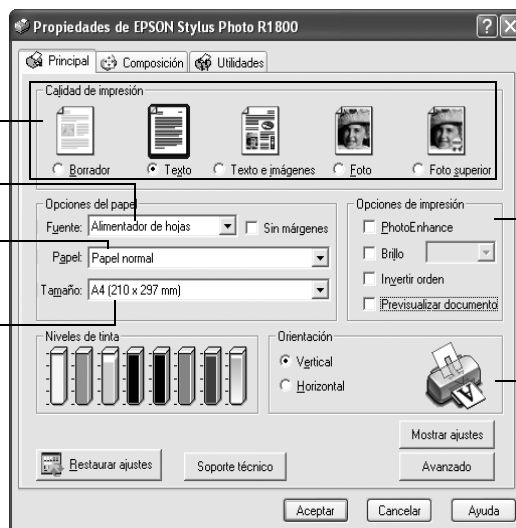 Propiedades de EPSON Stylus Photo R1800
Principal Composición Utilidades
Calidad de impresión
Borrador Texto Texto e imágenes Foto Foto superior
Opciones del papel
Fuente: Alimentador de hojas Sin márgenes
Papel: Papel normal
Tamaño: A4 (210 x 297 mm)
Opciones de impresión
PhotoEnhance
Brillo
Invertir orden
Previsualizar documento
Niveles de tinta
Orientación
Vertical
Horizontal
A
Mostrar ajustes
Restaurar ajustes Soporte técnico Avanzado
Aceptar Cancelar Ayuda